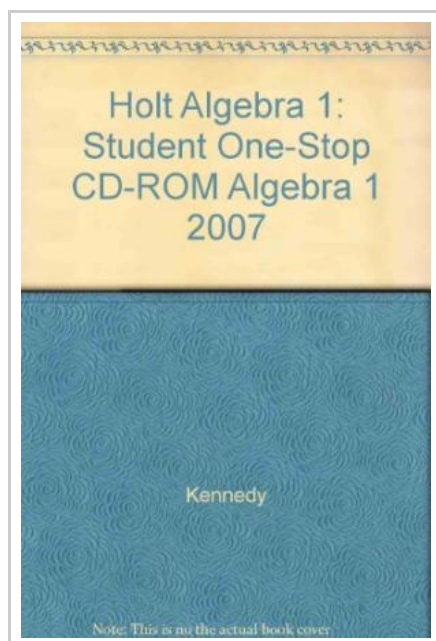 Holt Algebra 1:
Student One-Stop
CD-ROM Algebra 1
2007
Kennedy
Note: This is no the actual book cover